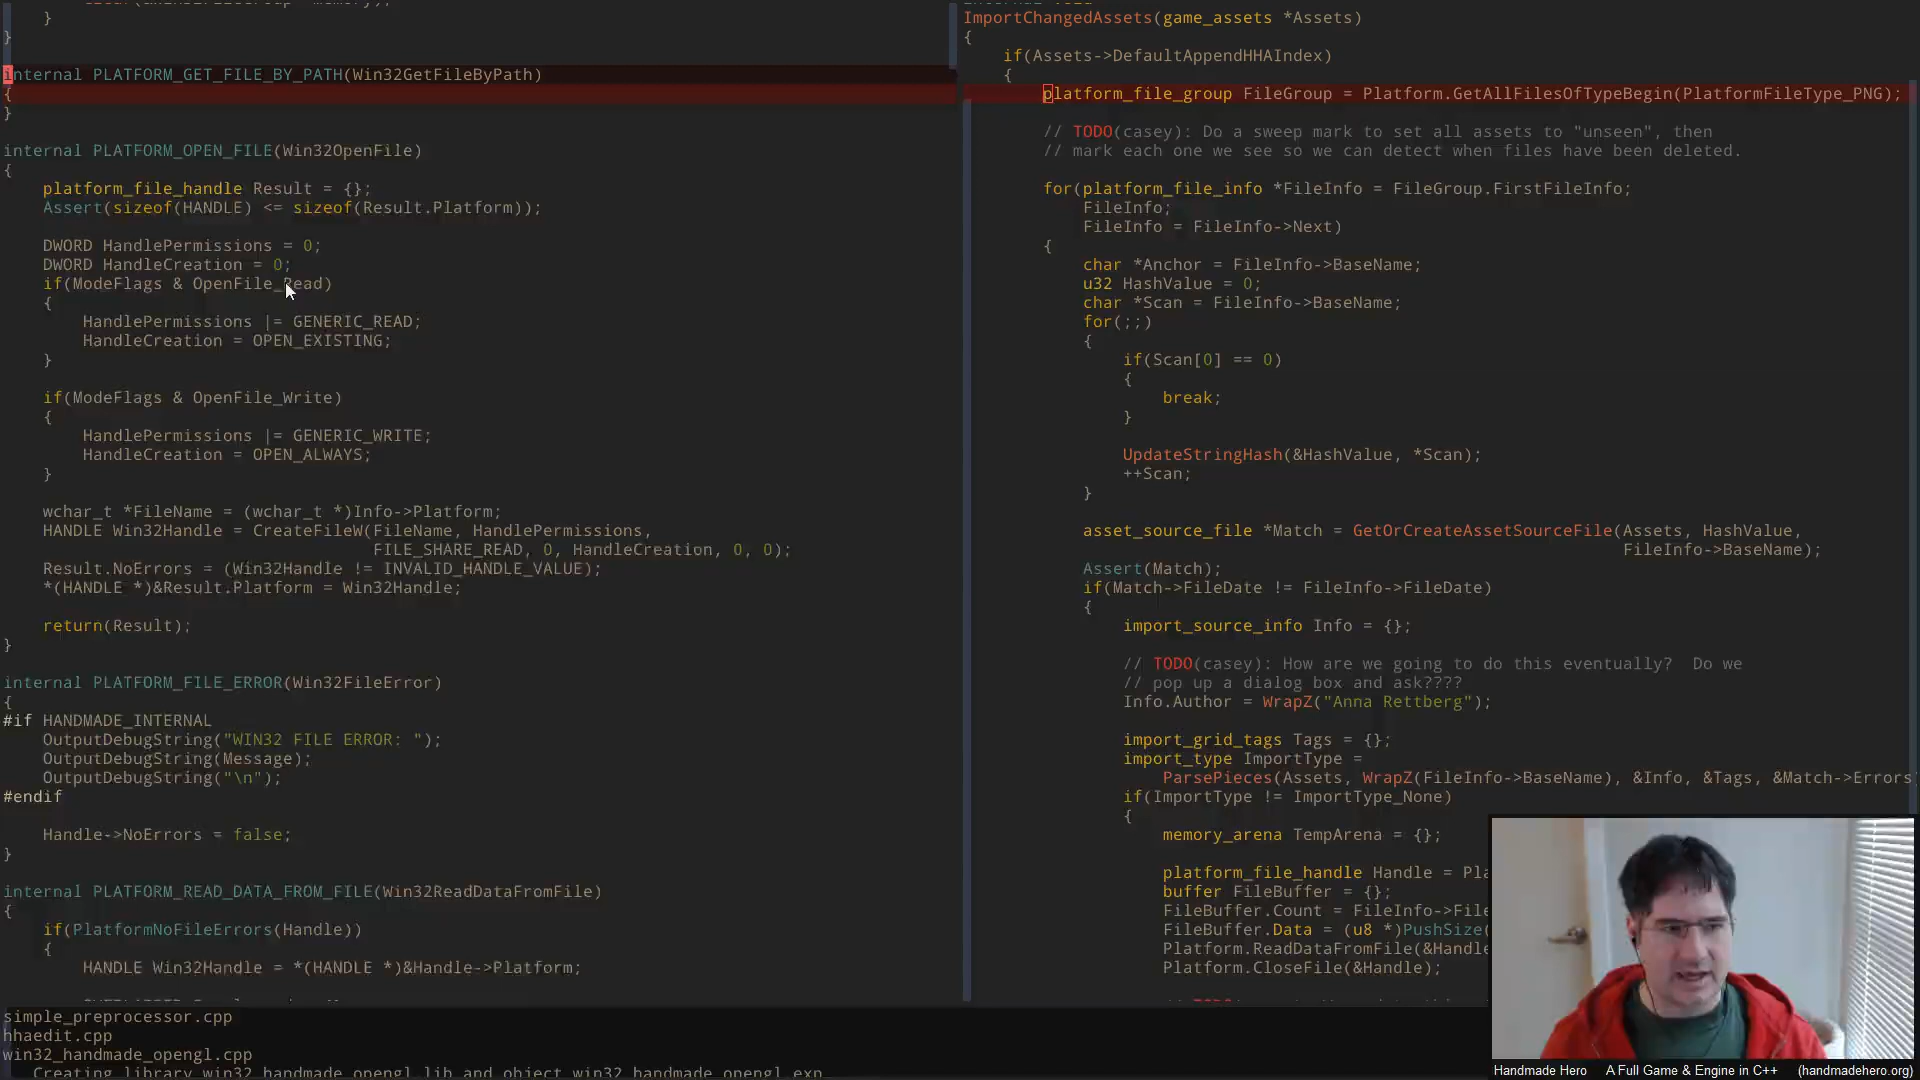 }
}
internal PLATFORM_GET_FILE_BY_PATH(Win32GetFileByPath)
{
}
internal PLATFORM_OPEN_FILE(Win32OpenFile)
{
platform_file_handle Result = {};
Assert(sizeof(HANDLE) <= sizeof(Result.Platform));
DWORD HandlePermissions = 0;
DWORD HandleCreation = 0;
if(ModeFlags & OpenFile_Read)
{
HandlePermissions |= GENERIC_READ;
HandleCreation = OPEN_EXISTING;
}
if(ModeFlags & OpenFile_Write)
{
HandlePermissions |= GENERIC_WRITE;
HandleCreation = OPEN_ALWAYS;
}
wchar_t *FileName = (wchar_t *)Info->Platform;
HANDLE Win32Handle = CreateFileW(FileName, HandlePermissions,
FILE_SHARE_READ, 0, HandleCreation, 0, 0);
Result.NoErrors = (Win32Handle != INVALID_HANDLE_VALUE);
*(HANDLE *)&Result.Platform = Win32Handle;
return(Result);
}
internal PLATFORM_FILE_ERROR(Win32FileError)
{
#if HANDMADE_INTERNAL
OutputDebugString("WIN32 FILE ERROR: ");
OutputDebugString(Message);
OutputDebugString("\n");
#endif
Handle->NoErrors = false;
}
internal PLATFORM_READ_DATA_FROM_FILE(Win32ReadDataFromFile)
{
if(PlatformNoFileErrors(Handle))
{
HANDLE Win32Handle = *(HANDLE *)&Handle->Platform;
simple_preprocessor.cpp
hhaedit.cpp
win32_handmade_opengl.cpp
Creating library win32_handmade_opengl.lib and object win32_handmade_opengl.exp
ImportChangedAssets(game_assets *Assets)
{
if(Assets->DefaultAppendHHAIndex)
{
platform_file_group FileGroup = Platform.GetAllFilesOfTypeBegin(PlatformFileType_PNG);
// TODO(casey): Do a sweep mark to set all assets to "unseen", then
// mark each one we see so we can detect when files have been deleted.
for(platform_file_info *FileInfo = FileGroup.FirstFileInfo;
FileInfo;
FileInfo = FileInfo->Next)
{
char *Anchor = FileInfo->BaseName;
u32 HashValue = 0;
char *Scan = FileInfo->BaseName;
for(;;)
{
if(Scan[0] == 0)
{
break;
}
UpdateStringHash(&HashValue, *Scan);
++Scan;
}
asset_source_file *Match = GetOrCreateAssetSourceFile(Assets, HashValue,
FileInfo->BaseName);
Assert(Match);
if(Match->FileDate != FileInfo->FileDate)
{
import_source_info Info = {};
// TODO(casey): How are we going to do this eventually?  Do we
// pop up a dialog box and ask????
Info.Author = WrapZ("Anna Rettberg");
import_grid_tags Tags = {};
import_type ImportType =
ParsePieces(Assets, WrapZ(FileInfo->BaseName), &Info, &Tags, &Match->Errors
if(ImportType != ImportType_None)
{
memory_arena TempArena = {};
platform_file_handle Handle = Pla
buffer FileBuffer = {};
FileBuffer.Count = FileInfo->File
FileBuffer.Data = (u8 *)PushSize(
Platform.ReadDataFromFile(&Handle
Platform.CloseFile(&Handle);
Handmade Hero A Full Game & Engine in C++ (handmadehero.org)